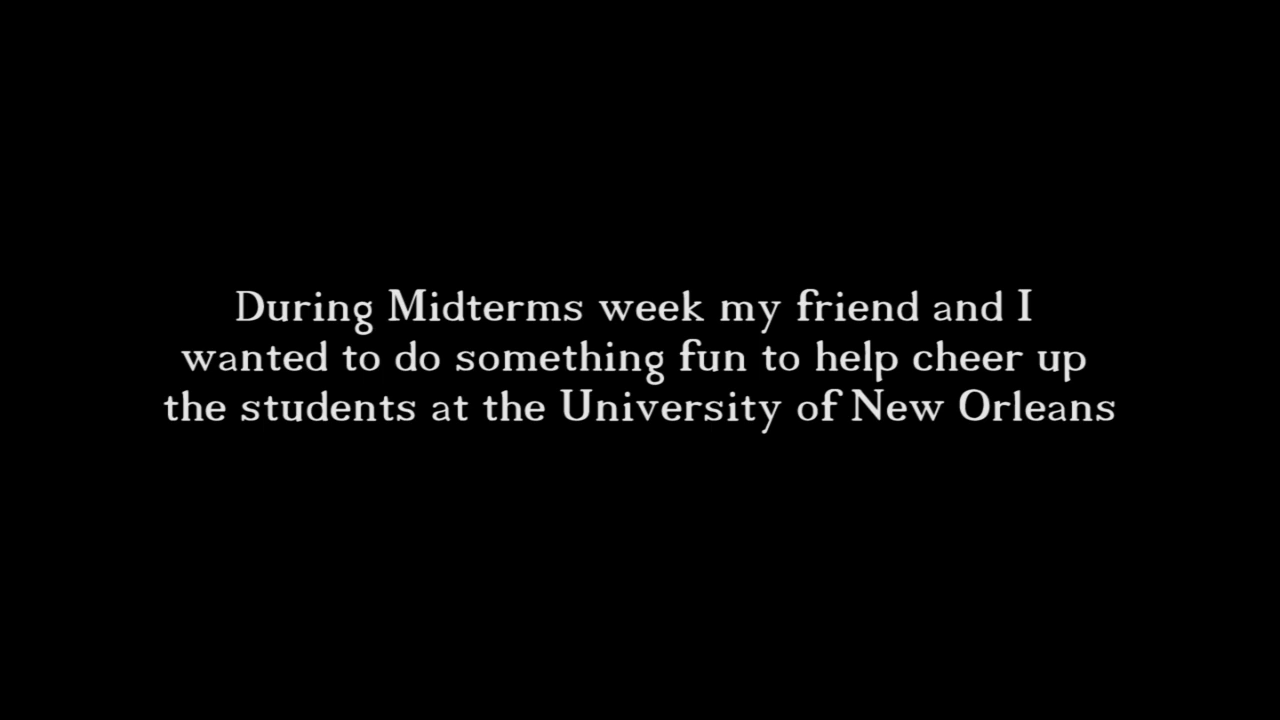 During Midterms week my friend and I
wanted to do something fun to help cheer up
the students at the University of New Orleans